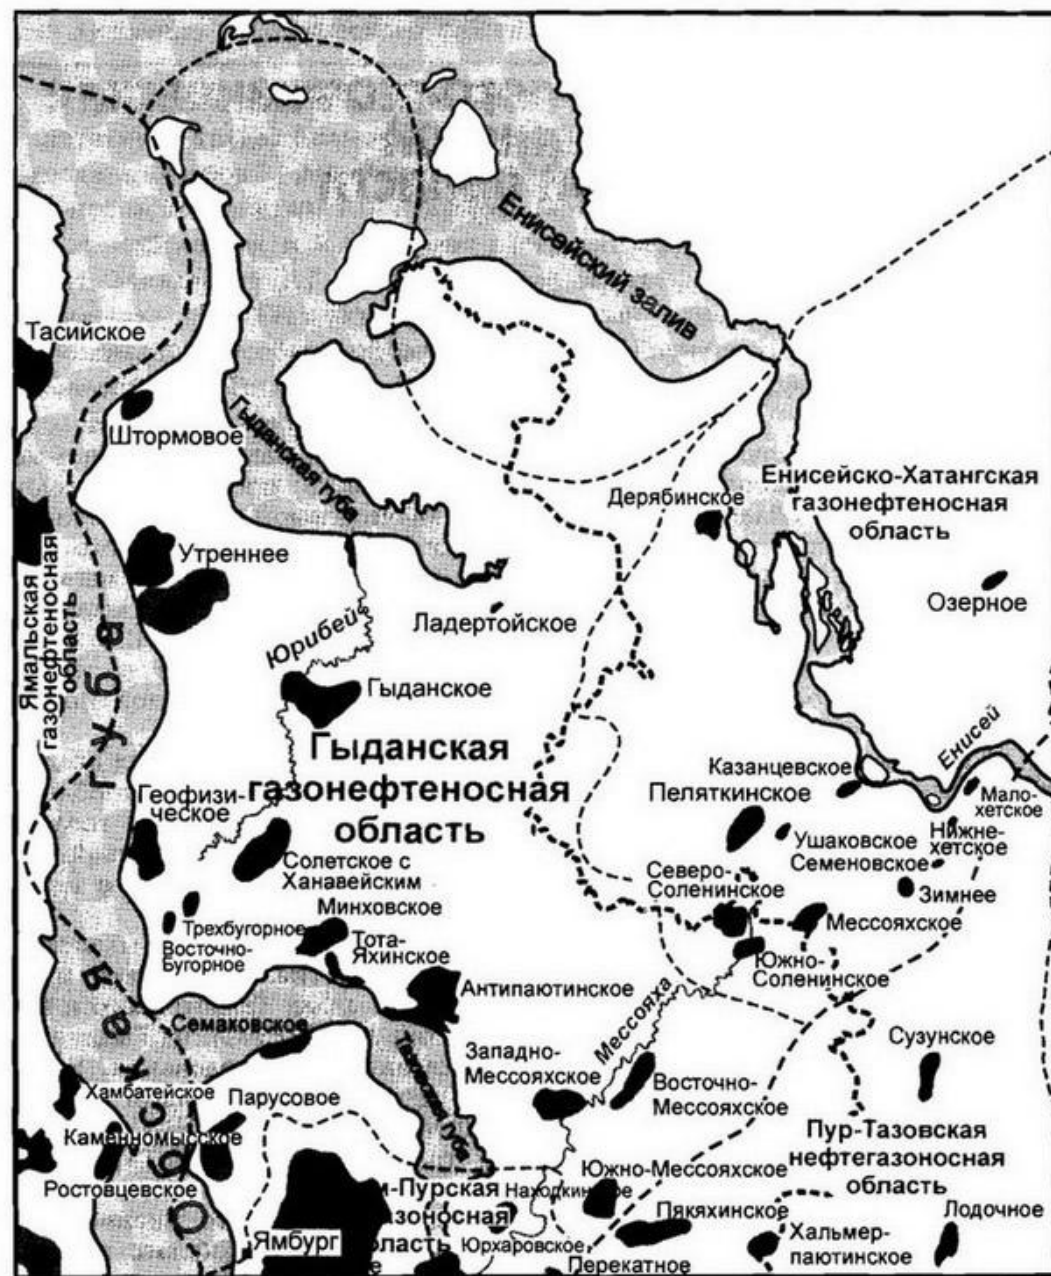 Енисейский залив
Тасийское
Штормовое
Гыданская губа
Дерябинское
Енисейско-Хатангская
газонефтеносная
область
Утреннее
Озерное
Ладертойское
Ямальская
газонефтеносная
область
Юрибей
Гыданское
Гыданская
газонефтеносная
область
Енисей
Казанцевское
Пеляткинское
Мало-
хетское
Геофизи-
ческое
Ушаковское
Нижне-
хетское
Семеновское
Солетское с
Ханавейским
Северо-
Соленинское
Зимнее
Минховское
Трехбугорное
Мессояхское
Восточно-
Бугорное
Тота-
Яхинское
Южно-
Соленинское
Антипаютинское
Мессояха
Семаковское
Тазовская губа
Сузунское
Западно-
Мессояхское
Восточно-
Мессояхское
Хамбатейское
Парусовое
Обская губа
Каменномысское
Пур-Тазовская
нефтегазоносная
область
Ростовцевское
Южно-Мессояхское
м-Пурская
Находкинское
азоносная
Пякяхинское
Лодочное
Ямбург
бласть
Юрхаровское
Хальмер-
паютинское
Перекатное